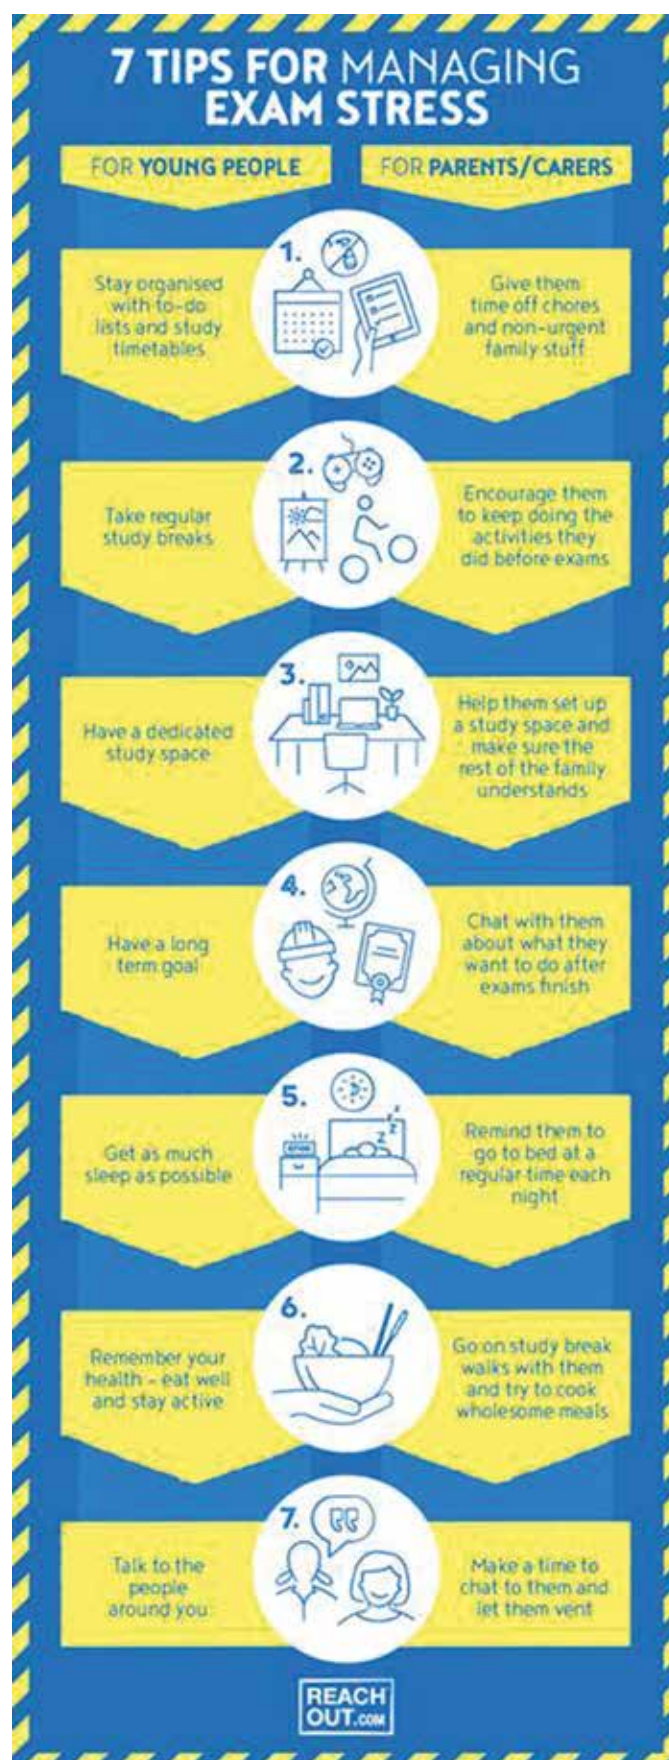 7 TIPS FOR MANAGING
EXAM STRESS
FOR YOUNG PEOPLE
FOR PARENTS/CARERS
1.
Stay organised
with to-do
lists and study
timetables
Give them
time off chores
and non-urgent
family stuff
2.
Take regular
study breaks
Encourage them
to keep doing the
activities they
did before exams
3.
Have a dedicated
study space
Help them set up
a study space and
make sure the
rest of the family
understands
4.
Have a long
term goal
Chat with them
about what they
want to do after
exams finish
5.
Get as much
sleep as possible
Remind them to
go to bed at a
regular time each
night
6.
Remember your
health - eat well
and stay active
Go on study break
walks with them
and try to cook
wholesome meals
7.
Talk to the
people
around you
Make a time to
chat to them and
let them vent
REACH
OUT.COM